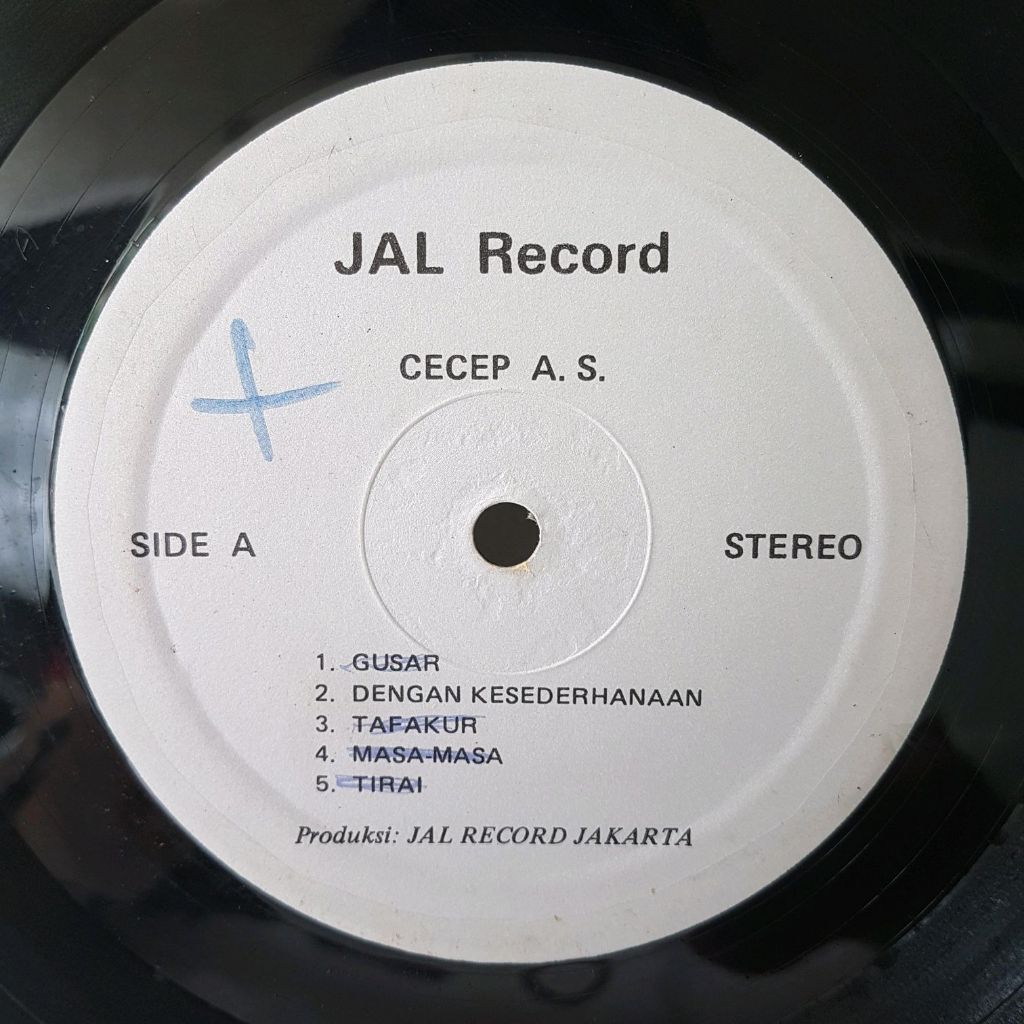 JAL Record
CECEP A. S.
SIDE A
STEREO
1. GUSAR
2. DENGAN KESEDERHANAAN
3. TAFAKUR
4. MASA-MASA
5. TIRAI
Produksi: JAL RECORD JAKARTA